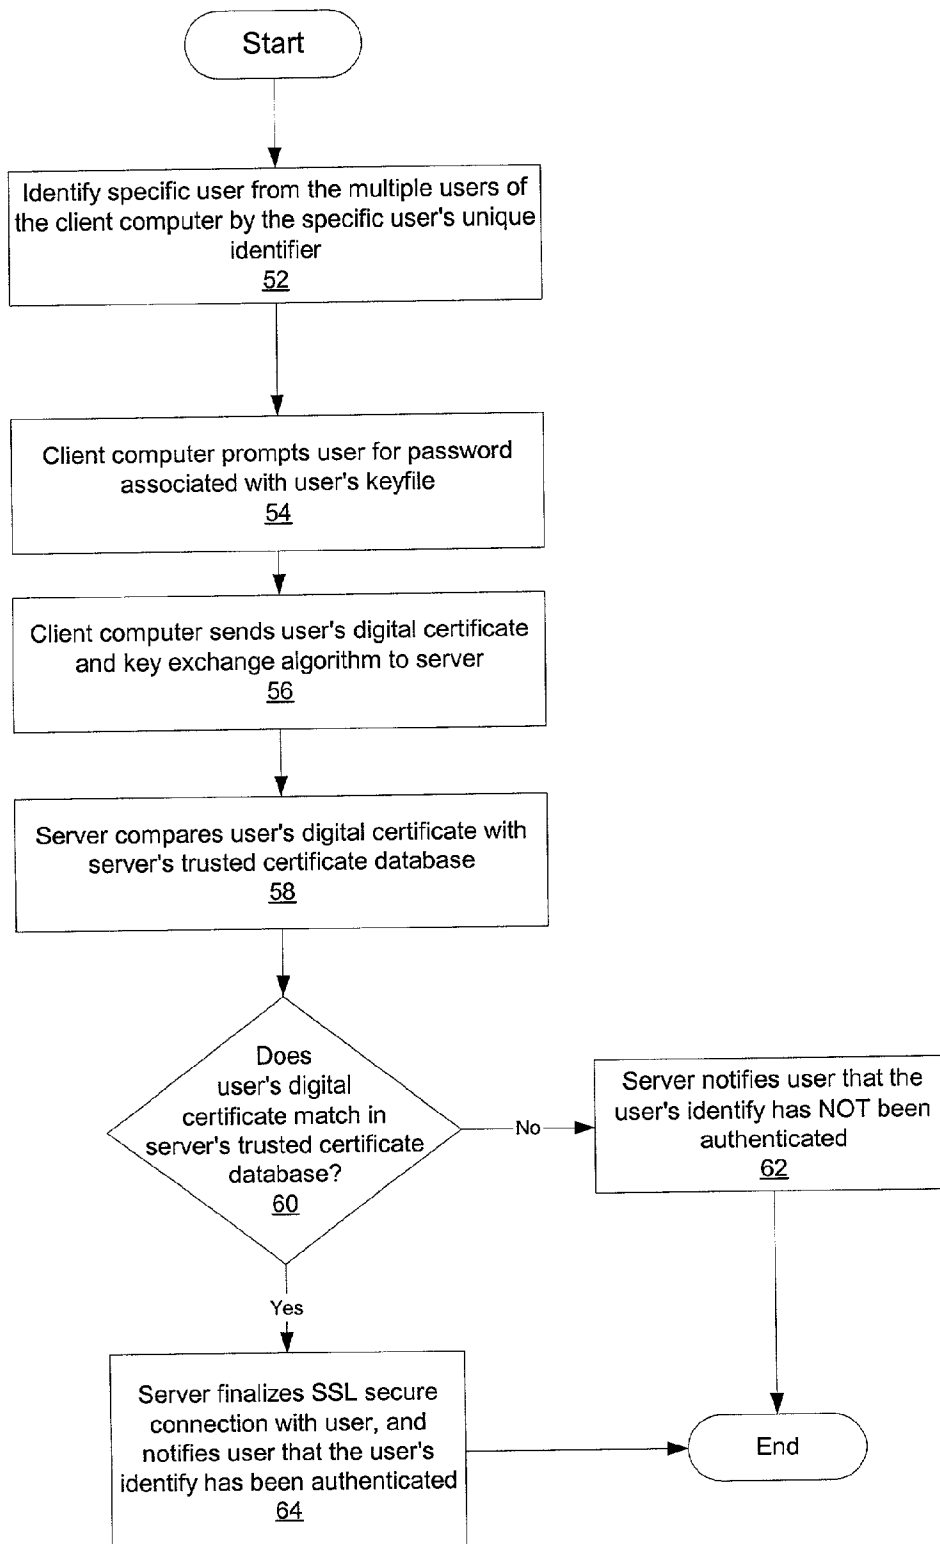 Start
Identify specific user from the multiple users of
the client computer by the specific user's unique
identifier
52
Client computer prompts user for password
associated with user's keyfile
54
Client computer sends user's digital certificate
and key exchange algorithm to server
56
Server compares user's digital certificate with
server's trusted certificate database
58
Does
user's digital
certificate match in
server's trusted certificate
database?
60
No
Server notifies user that the
user's identify has NOT been
authenticated
62
Yes
Server finalizes SSL secure
connection with user, and
notifies user that the user's
identify has been authenticated
64
End